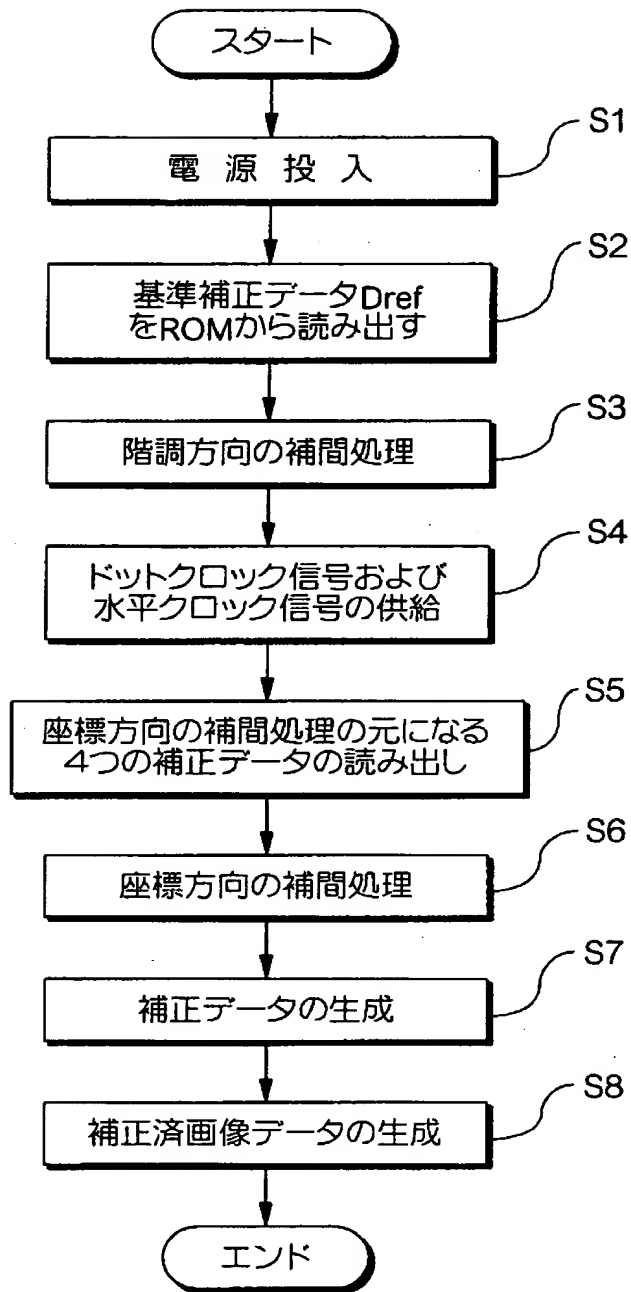 スタート
S1
電源投入
S2
基準補正データDref
をROMから読み出す
S3
階調方向の補間処理
S4
ドットクロック信号および
水平クロック信号の供給
S5
座標方向の補間処理の元になる
4つの補正データの読み出し
S6
座標方向の補間処理
S7
補正データの生成
S8
補正済画像データの生成
エンド